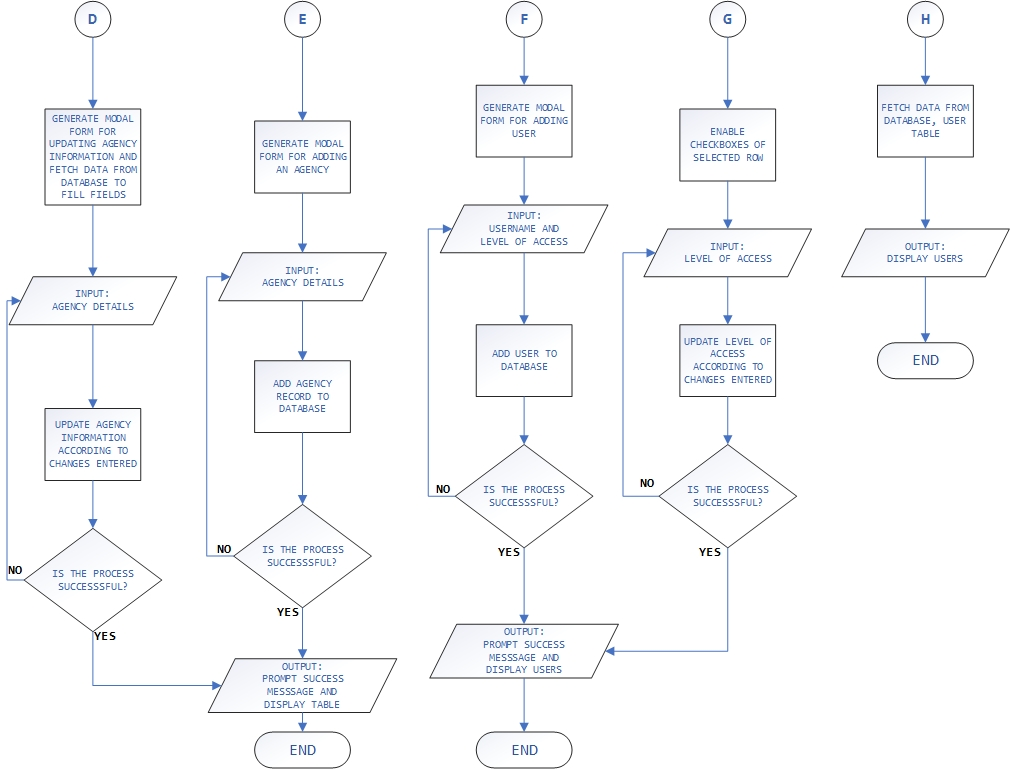 D
GENERATE MODAL
FORM FOR
UPDATING AGENCY
INFORMATION AND
FETCH DATA FROM
DATABASE TO
FILL FIELDS
INPUT:
AGENCY DETAILS
UPDATE AGENCY
INFORMATION
ACCORDING TO
CHANGES ENTERED
IS THE PROCESS
SUCCESSSFUL?
NO
YES
E
GENERATE MODAL
FORM FOR ADDING
AN AGENCY
INPUT:
AGENCY DETAILS
ADD AGENCY
RECORD TO
DATABASE
IS THE PROCESS
SUCCESSSFUL?
NO
YES
OUTPUT:
PROMPT SUCCESS
MESSSAGE AND
DISPLAY TABLE
END
F
GENERATE MODAL
FORM FOR ADDING
USER
INPUT:
USERNAME AND
LEVEL OF ACCESS
ADD USER TO
DATABASE
IS THE PROCESS
SUCCESSSFUL?
NO
YES
OUTPUT:
PROMPT SUCCESS
MESSSAGE AND
DISPLAY USERS
END
G
ENABLE
CHECKBOXES OF
SELECTED ROW
INPUT:
LEVEL OF ACCESS
UPDATE LEVEL OF
ACCESS
ACCORDING TO
CHANGES ENTERED
IS THE PROCESS
SUCCESSSFUL?
NO
YES
H
FETCH DATA FROM
DATABASE, USER
TABLE
OUTPUT:
DISPLAY USERS
END